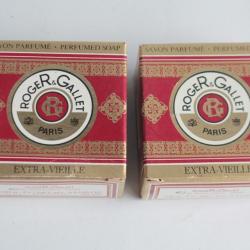 SAVON PARFUMÉ - PERFUMED SOAP
ROGER & GALLET
RG
PARIS
EXTRA-VIEILLE
SAVON PARFUMÉ - PERFUMED SOAP
ROGER & GALLET
RG
PARIS
EXTRA-VIEILLE